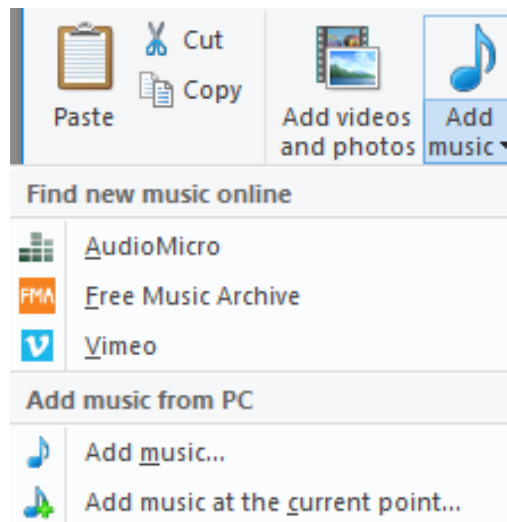 Cut
Copy
Paste
Add videos
and photos
Add
music
Find new music online
AudioMicro
FMA
Free Music Archive
Vimeo
Add music from PC
Add music...
Add music at the current point...